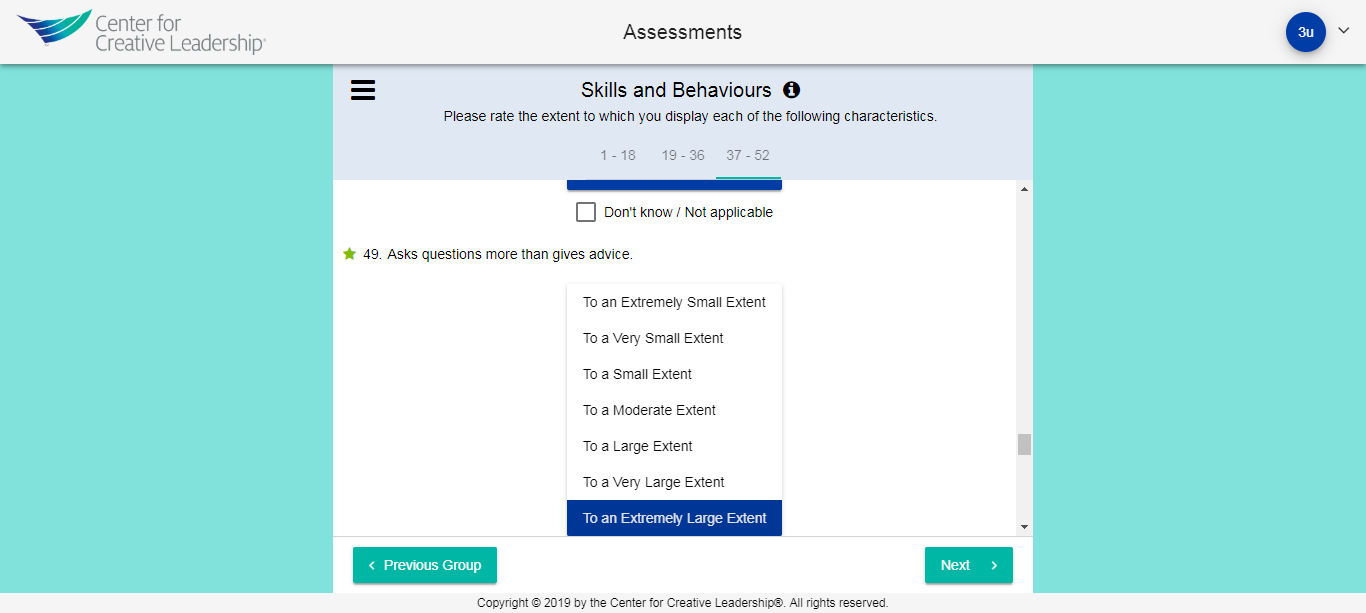 Center for
Creative Leadership®
Assessments
3u
Skills and Behaviours
Please rate the extent to which you display each of the following characteristics.
1 - 18 19 - 36 37 - 52
Don't know / Not applicable
49. Asks questions more than gives advice.
To an Extremely Small Extent
To a Very Small Extent
To a Small Extent
To a Moderate Extent
To a Large Extent
To a Very Large Extent
To an Extremely Large Extent
Previous Group Next
Copyright © 2019 by the Center for Creative Leadership®. All rights reserved.